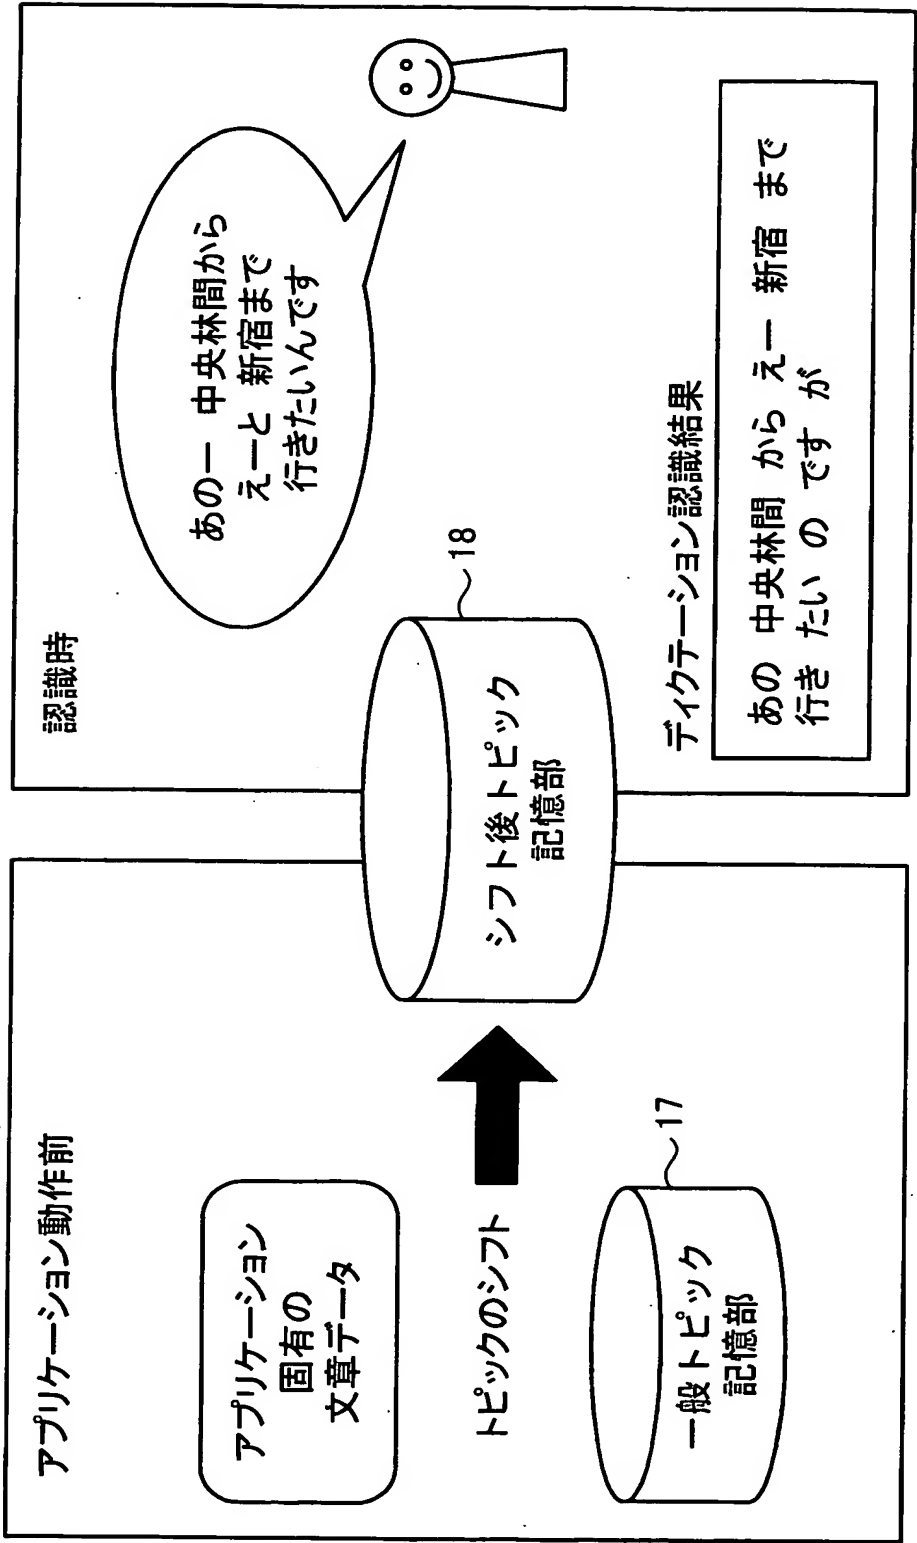 アプリケーション動作前
アプリケーション
固有の
文章データ
トピックのシフト
一般トピック
記憶部
17
シフト後トピック
記憶部
18
認識時
あのー 中央林間から
えーと 新宿まで
行きたいんです
ディクテーション認識結果
あの 中央林間 から えー 新宿 まで
行き たい の です が